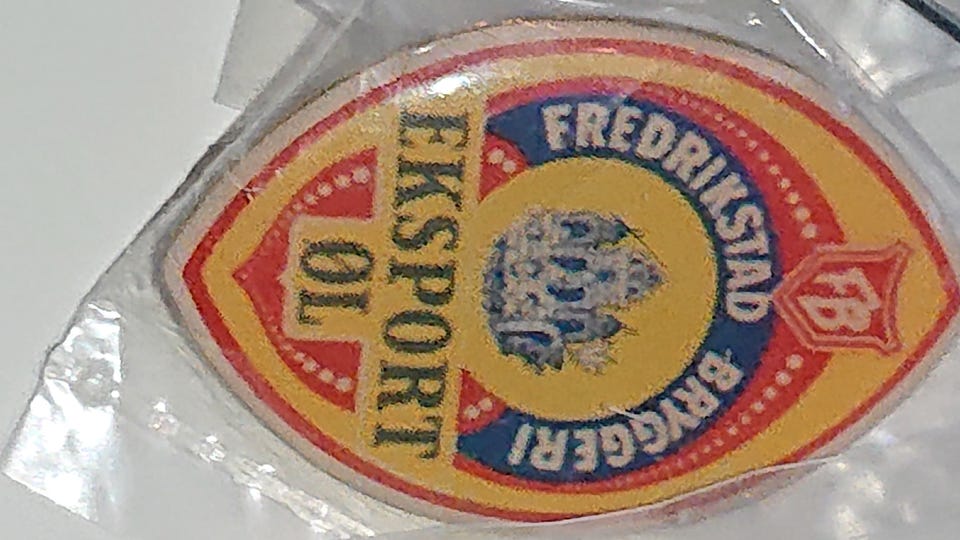 FB
FREDRIKSTAD BRYGGERI
EKSPORT
ØL